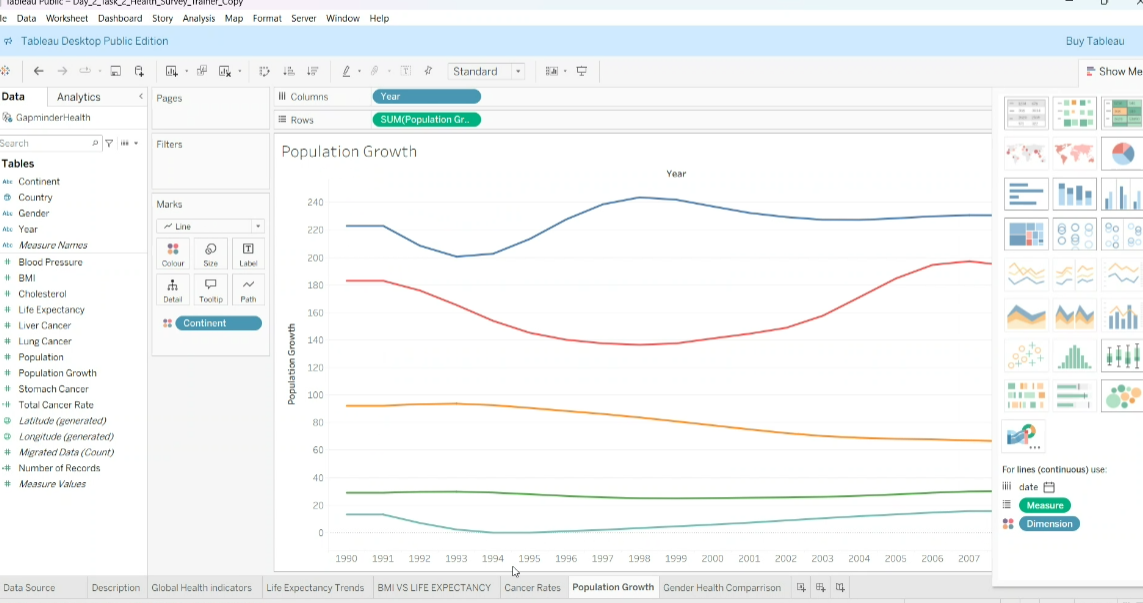 Tableau Public - Day_2_Task_2_Health_Survey_Trainer_Copy
le Data Worksheet Dashboard Story Analysis Map Format Server Window Help
Tableau Desktop Public Edition Buy Tableau
Standard Show Me
Data Analytics
GapminderHealth
Search
Tables
Abc Continent
Country
Abc Gender
Abc Year
Abc Measure Names
# Blood Pressure
# BMI
# Cholesterol
# Life Expectancy
# Liver Cancer
# Lung Cancer
# Population
# Population Growth
# Stomach Cancer
=# Total Cancer Rate
Latitude (generated)
Longitude (generated)
# Migrated Data (Count)
=# Number of Records
# Measure Values
Pages
Filters
Marks
Line
Colour Size Label
Detail Tooltip Path
Continent
Columns Year
Rows SUM(Population Gr..
Population Growth
Year
Population Growth
240
220
200
180
160
140
120
100
80
60
40
20
0
1990 1991 1992 1993 1994 1995 1996 1997 1998 1999 2000 2001 2002 2003 2004 2005 2006 2007
For lines (continuous) use:
date
Measure
Dimension
Data Source Description Global Health indicators Life Expectancy Trends BMI VS LIFE EXPECTANCY Cancer Rates Population Growth Gender Health Comparison